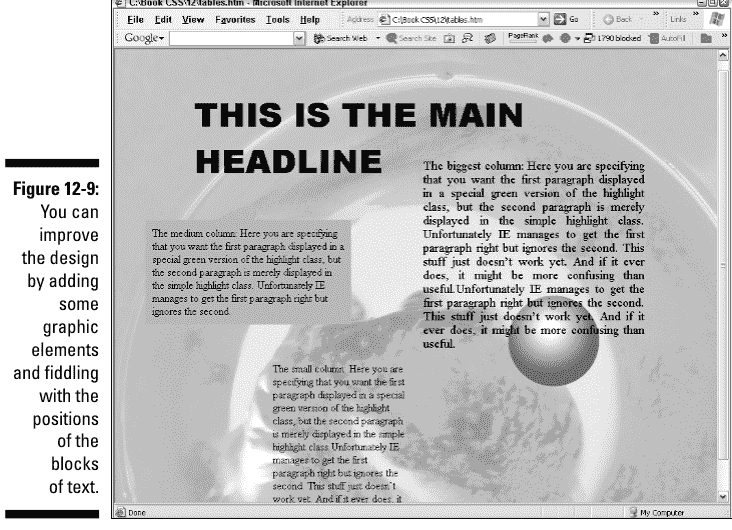 C:\Book CSS\12\tables.htm - Microsoft Internet Explorer
File Edit View Favorites Tools Help Address C:\Book CSS\12\tables.htm Go Back » Links »
Google Search Web Search Site PageRank 1790 blocked AutoFill »
THIS IS THE MAIN
HEADLINE
The biggest column: Here you are specifying
that you want the first paragraph displayed
in a special green version of the highlight
class, but the second paragraph is merely
displayed in the simple highlight class.
Unfortunately IE manages to get the first
paragraph right but ignores the second. This
stuff just doesn't work yet. And if it ever
does, it might be more confusing than
useful.Unfortunately IE manages to get the
first paragraph right but ignores the second.
This stuff just doesn't work yet. And if it
ever does, it might be more confusing than
useful.
The medium column: Here you are specifying
that you want the first paragraph displayed in a
special green version of the highlight class, but
the second paragraph is merely displayed in
the simple highlight class. Unfortunately IE
manages to get the first paragraph right but
ignores the second.
The small column: Here you are
specifying that you want the first
paragraph displayed in a special
green version of the highlight
class, but the second paragraph
is merely displayed in the simple
highlight class.Unfortunately IE
manages to get the first
paragraph right but ignores the
second. This stuff just doesn't
work yet. And if it ever does, it
Done My Computer
Figure 12-9:
You can
improve
the design
by adding
some
graphic
elements
and fiddling
with the
positions
of the
blocks
of text.